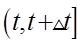 (t, t + △t]